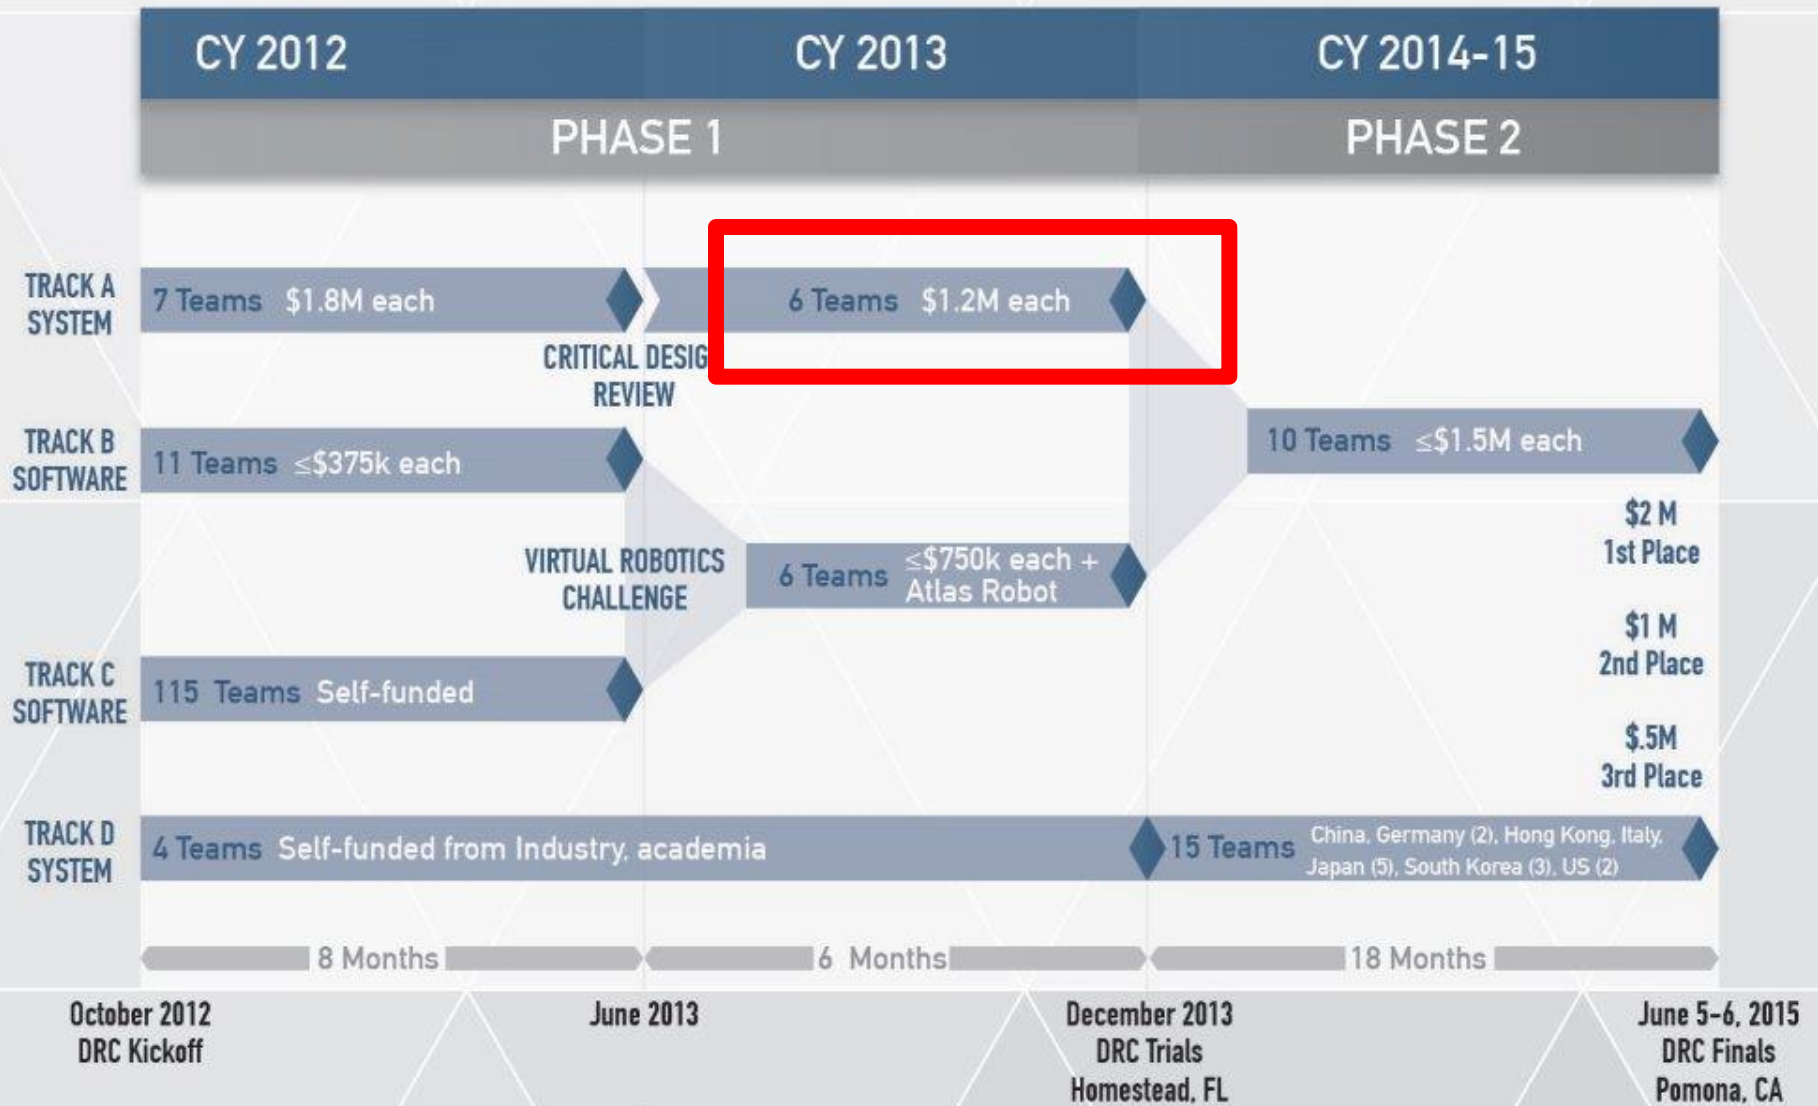 CY 2012
CY 2013
CY 2014-15
PHASE 1
PHASE 2
TRACK A
SYSTEM
7 Teams $1.8M each
6 Teams $1.2M each
CRITICAL DESIG
REVIEW
TRACK B
SOFTWARE
11 Teams ≤$375k each
10 Teams ≤$1.5M each
VIRTUAL ROBOTICS
CHALLENGE
6 Teams ≤$750k each +
Atlas Robot
$2 M
1st Place
$1 M
2nd Place
$.5M
3rd Place
TRACK C
SOFTWARE
115 Teams Self-funded
TRACK D
SYSTEM
4 Teams Self-funded from Industry, academia
15 Teams China, Germany (2), Hong Kong, Italy,
Japan (5), South Korea (3), US (2)
8 Months
6 Months
18 Months
October 2012
DRC Kickoff
June 2013
December 2013
DRC Trials
Homestead, FL
June 5-6, 2015
DRC Finals
Pomona, CA